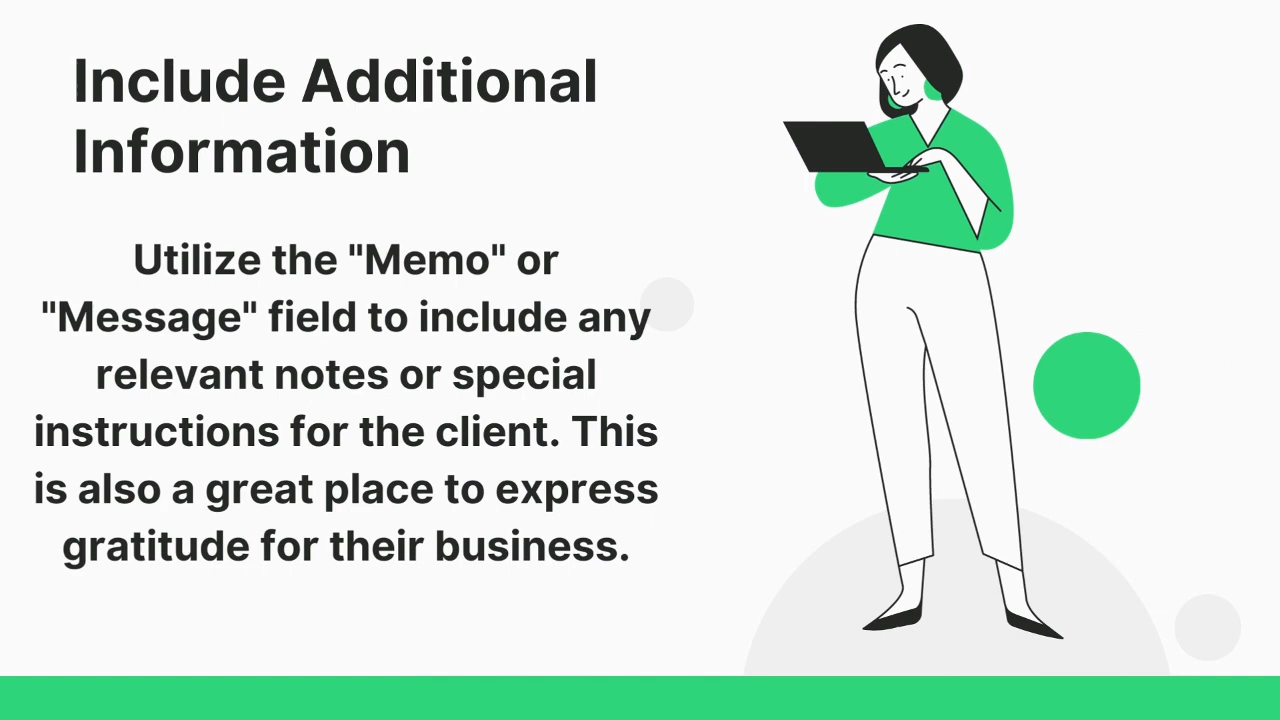 Include Additional
Information
Utilize the "Memo" or
"Message" field to include any
relevant notes or special
instructions for the client. This
is also a great place to express
gratitude for their business.